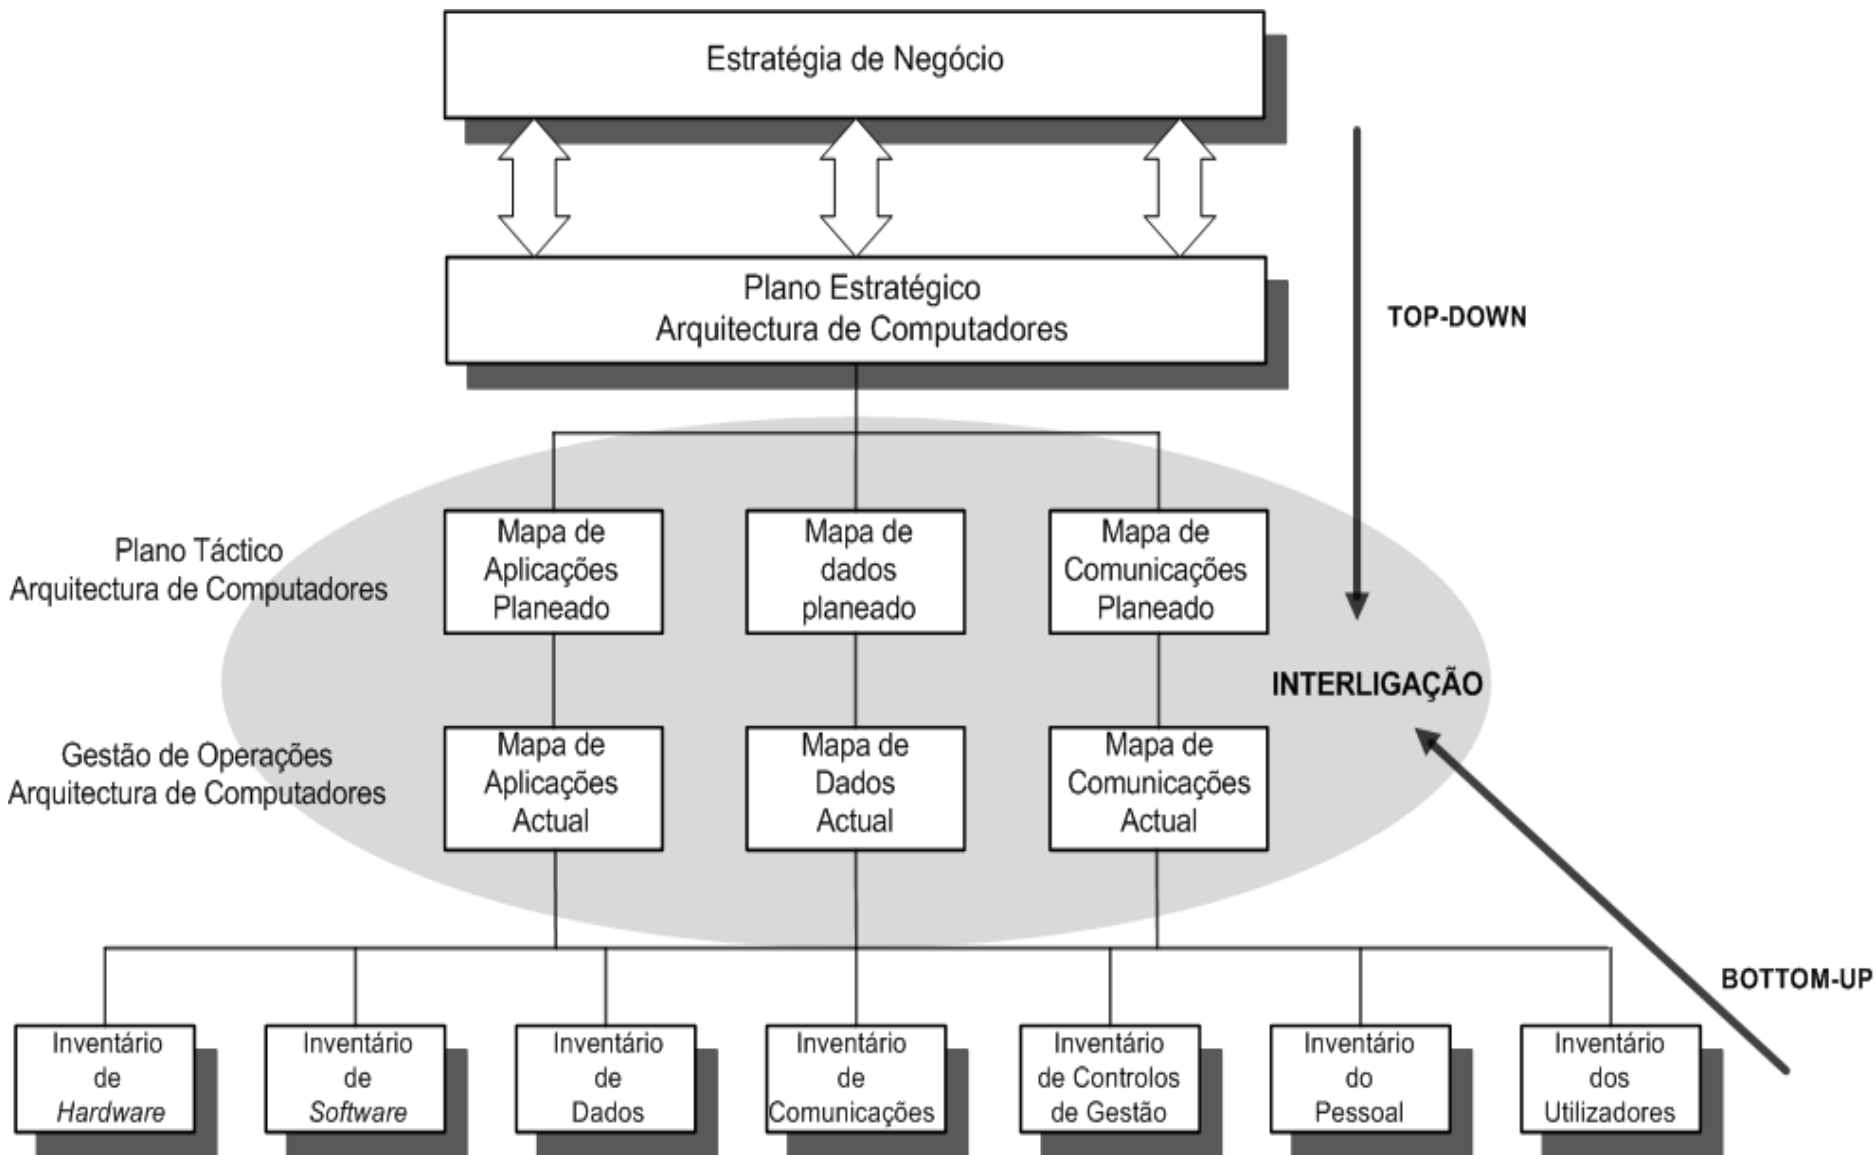 Estratégia de Negócio
Plano Estratégico
Arquitectura de Computadores
TOP-DOWN
Plano Táctico
Arquitectura de Computadores
Mapa de
Aplicações
Planeado
Mapa de
dados
planeado
Mapa de
Comunicações
Planeado
INTERLIGAÇÃO
Gestão de Operações
Arquitectura de Computadores
Mapa de
Aplicações
Actual
Mapa de
Dados
Actual
Mapa de
Comunicações
Actual
BOTTOM-UP
Inventário
de
Hardware
Inventário
de
Software
Inventário
de
Dados
Inventário
de
Comunicações
Inventário
de Controlos
de Gestão
Inventário
do
Pessoal
Inventário
dos
Utilizadores